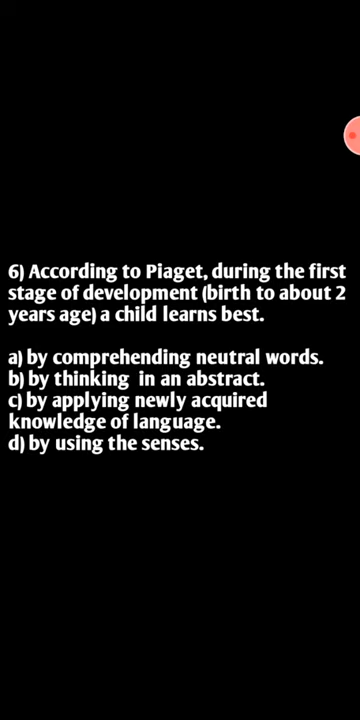 6) According to Piaget, during the first
stage of development (birth to about 2
years age) a child learns best.
a) by comprehending neutral words.
b) by thinking in an abstract.
c) by applying newly acquired
knowledge of language.
d) by using the senses.